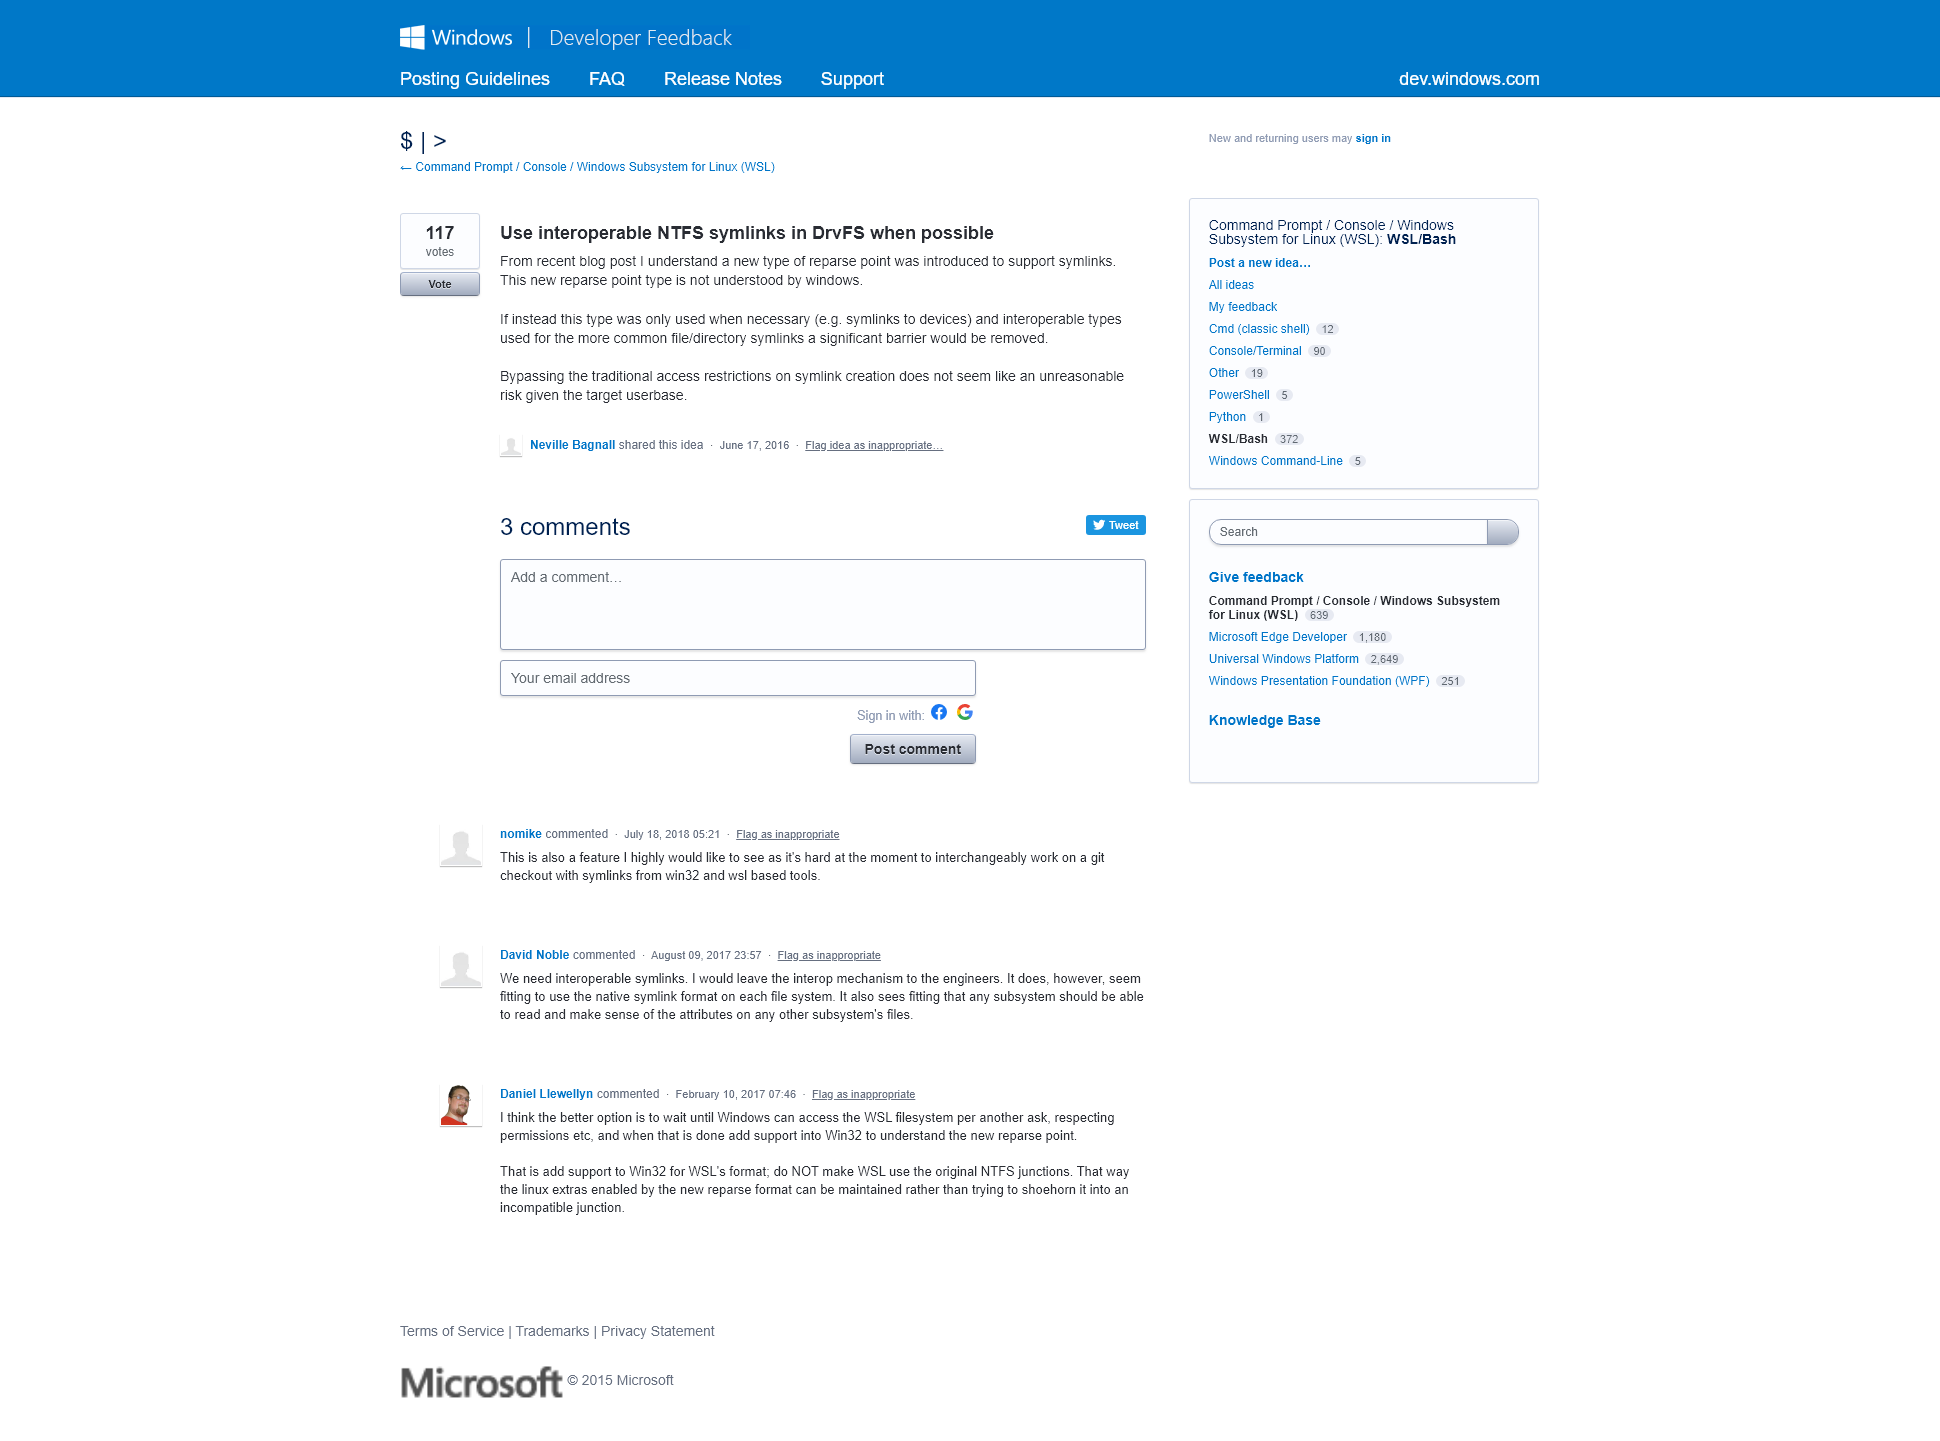 Windows | Developer Feedback
Posting Guidelines FAQ Release Notes Support dev.windows.com
$ | >
← Command Prompt / Console / Windows Subsystem for Linux (WSL)
New and returning users may sign in
117
votes
Vote
Use interoperable NTFS symlinks in DrvFS when possible
From recent blog post I understand a new type of reparse point was introduced to support symlinks.
This new reparse point type is not understood by windows.
If instead this type was only used when necessary (e.g. symlinks to devices) and interoperable types
used for the more common file/directory symlinks a significant barrier would be removed.
Bypassing the traditional access restrictions on symlink creation does not seem like an unreasonable
risk given the target userbase.
Neville Bagnall shared this idea · June 17, 2016 · Flag idea as inappropriate…
3 comments
Tweet
Add a comment…
Your email address
Sign in with:
Post comment
nomike commented · July 18, 2018 05:21 · Flag as inappropriate
This is also a feature I highly would like to see as it's hard at the moment to interchangeably work on a git
checkout with symlinks from win32 and wsl based tools.
David Noble commented · August 09, 2017 23:57 · Flag as inappropriate
We need interoperable symlinks. I would leave the interop mechanism to the engineers. It does, however, seem
fitting to use the native symlink format on each file system. It also sees fitting that any subsystem should be able
to read and make sense of the attributes on any other subsystem's files.
Daniel Llewellyn commented · February 10, 2017 07:46 · Flag as inappropriate
I think the better option is to wait until Windows can access the WSL filesystem per another ask, respecting
permissions etc, and when that is done add support into Win32 to understand the new reparse point.
That is add support to Win32 for WSL's format; do NOT make WSL use the original NTFS junctions. That way
the linux extras enabled by the new reparse format can be maintained rather than trying to shoehorn it into an
incompatible junction.
Command Prompt / Console / Windows
Subsystem for Linux (WSL): WSL/Bash
Post a new idea…
All ideas
My feedback
Cmd (classic shell) 12
Console/Terminal 90
Other 19
PowerShell 5
Python 1
WSL/Bash 372
Windows Command-Line 5
Search
Give feedback
Command Prompt / Console / Windows Subsystem
for Linux (WSL) 639
Microsoft Edge Developer 1,180
Universal Windows Platform 2,649
Windows Presentation Foundation (WPF) 251
Knowledge Base
Terms of Service | Trademarks | Privacy Statement
Microsoft © 2015 Microsoft